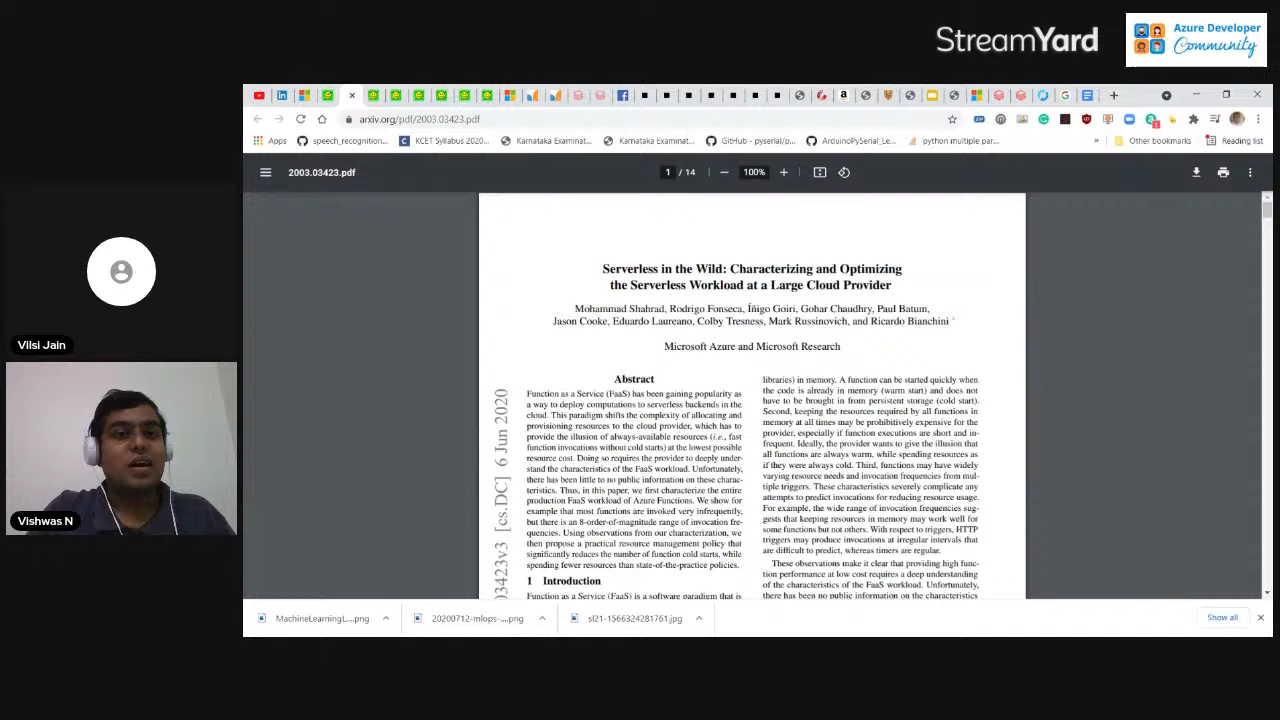 StreamYard
Azure Developer
Community
arxiv.org/pdf/2003.03423.pdf
Apps
speech_recognition...
KCET Syllabus 2020...
Karnataka Examinat...
Karnataka Examinat...
GitHub - pyserial/p...
ArduinoPySerial_Le...
python multiple par...
»
Other bookmarks
Reading list
2003.03423.pdf
1 / 14
100%
Serverless in the Wild: Characterizing and Optimizing
the Serverless Workload at a Large Cloud Provider
Mohammad Shahrad, Rodrigo Fonseca, Íñigo Goiri, Gohar Chaudhry, Paul Batum,
Jason Cooke, Eduardo Laureano, Colby Tresness, Mark Russinovich, and Ricardo Bianchini
Microsoft Azure and Microsoft Research
Abstract
Function as a Service (FaaS) has been gaining popularity as
a way to deploy computations to serverless backends in the
cloud. This paradigm shifts the complexity of allocating and
provisioning resources to the cloud provider, which has to
provide the illusion of always-available resources (i.e., fast
function invocations without cold starts) at the lowest possible
resource cost. Doing so requires the provider to deeply under-
stand the characteristics of the FaaS workload. Unfortunately,
there has been little to no public information on these charac-
teristics. Thus, in this paper, we first characterize the entire
production FaaS workload of Azure Functions. We show for
example that most functions are invoked very infrequently,
but there is an 8-order-of-magnitude range of invocation fre-
quencies. Using observations from our characterization, we
then propose a practical resource management policy that
significantly reduces the number of function cold starts, while
spending fewer resources than state-of-the-practice policies.
1 Introduction
Function as a Service (FaaS) is a software paradigm that is
libraries) in memory. A function can be started quickly when
the code is already in memory (warm start) and does not
have to be brought in from persistent storage (cold start).
Second, keeping the resources required by all functions in
memory at all times may be prohibitively expensive for the
provider, especially if function executions are short and in-
frequent. Ideally, the provider wants to give the illusion that
all functions are always warm, while spending resources as
if they were always cold. Third, functions may have widely
varying resource needs and invocation frequencies from mul-
tiple triggers. These characteristics severely complicate any
attempts to predict invocations for reducing resource usage.
For example, the wide range of invocation frequencies sug-
gests that keeping resources in memory may work well for
some functions but not others. With respect to triggers, HTTP
triggers may produce invocations at irregular intervals that
are difficult to predict, whereas timers are regular.
These observations make it clear that providing high func-
tion performance at low cost requires a deep understanding
of the characteristics of the FaaS workload. Unfortunately,
there has been no public information on the characteristics
03423v3 [cs.DC] 6 Jun 2020
Vilsi Jain
Vishwas N
MachineLearningL....png
20200712-mlops-....png
sl21-1566324281761.jpg
Show all